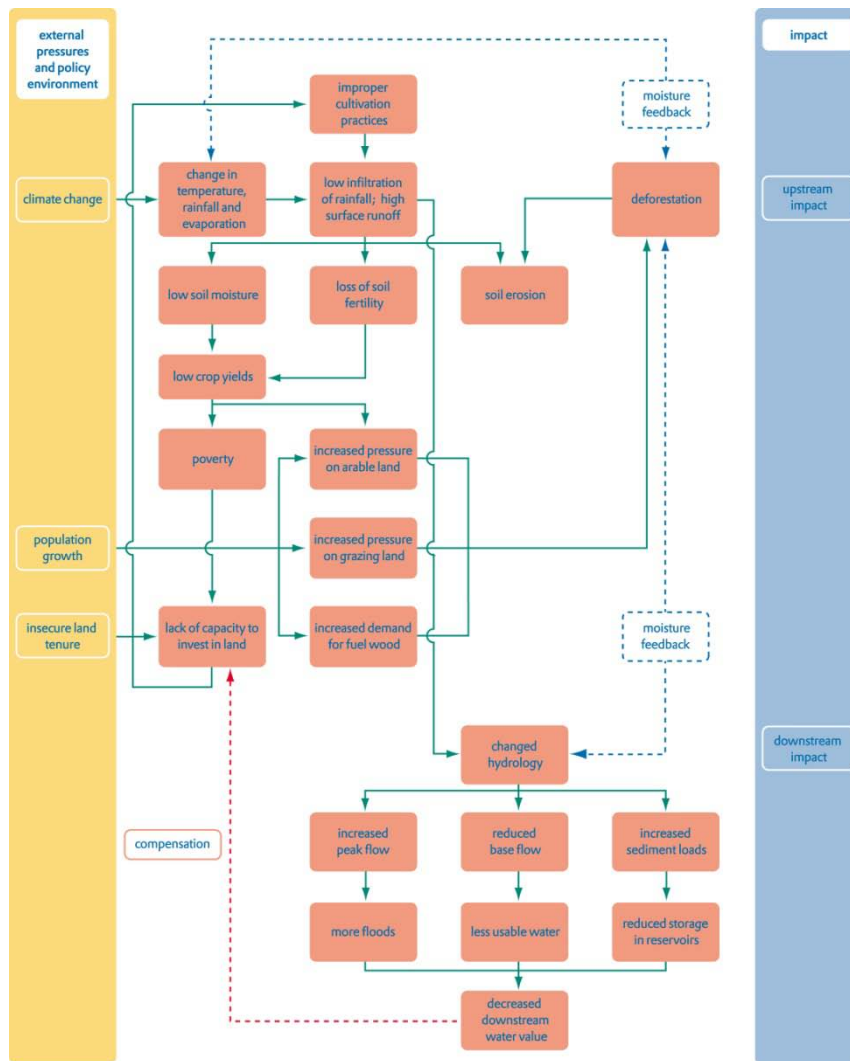 external
pressures
and policy
environment
impact
improper
cultivation
practices
moisture
feedback
climate change
change in
temperature,
rainfall and
evaporation
low infiltration
of rainfall; high
surface runoff
deforestation
upstream
impact
low soil moisture
loss of soil
fertility
soil erosion
low crop yields
poverty
increased pressure
on arable land
population
growth
increased pressure
on grazing land
insecure land
tenure
lack of capacity to
invest in land
increased demand
for fuel wood
moisture
feedback
changed
hydrology
downstream
impact
compensation
increased
peak flow
reduced
base flow
increased
sediment loads
more floods
less usable water
reduced storage
in reservoirs
decreased
downstream
water value